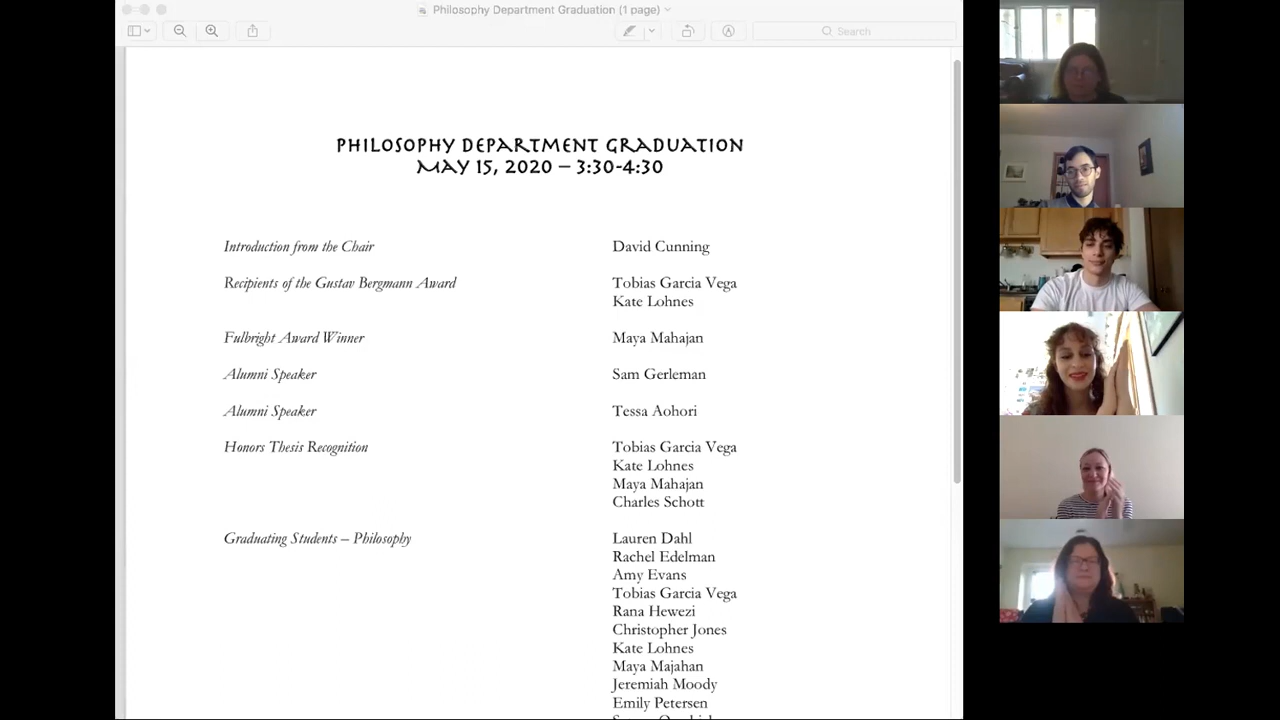 Philosophy Department Graduation (1 page)
Search
Philosophy Department Graduation
May 15, 2020 – 3:30-4:30
Introduction from the Chair David Cunning
Recipients of the Gustav Bergmann Award Tobias Garcia Vega
Kate Lohnes
Fulbright Award Winner Maya Mahajan
Alumni Speaker Sam Gerleman
Alumni Speaker Tessa Aohori
Honors Thesis Recognition Tobias Garcia Vega
Kate Lohnes
Maya Mahajan
Charles Schott
Graduating Students – Philosophy Lauren Dahl
Rachel Edelman
Amy Evans
Tobias Garcia Vega
Rana Hewezi
Christopher Jones
Kate Lohnes
Maya Majahan
Jeremiah Moody
Emily Petersen